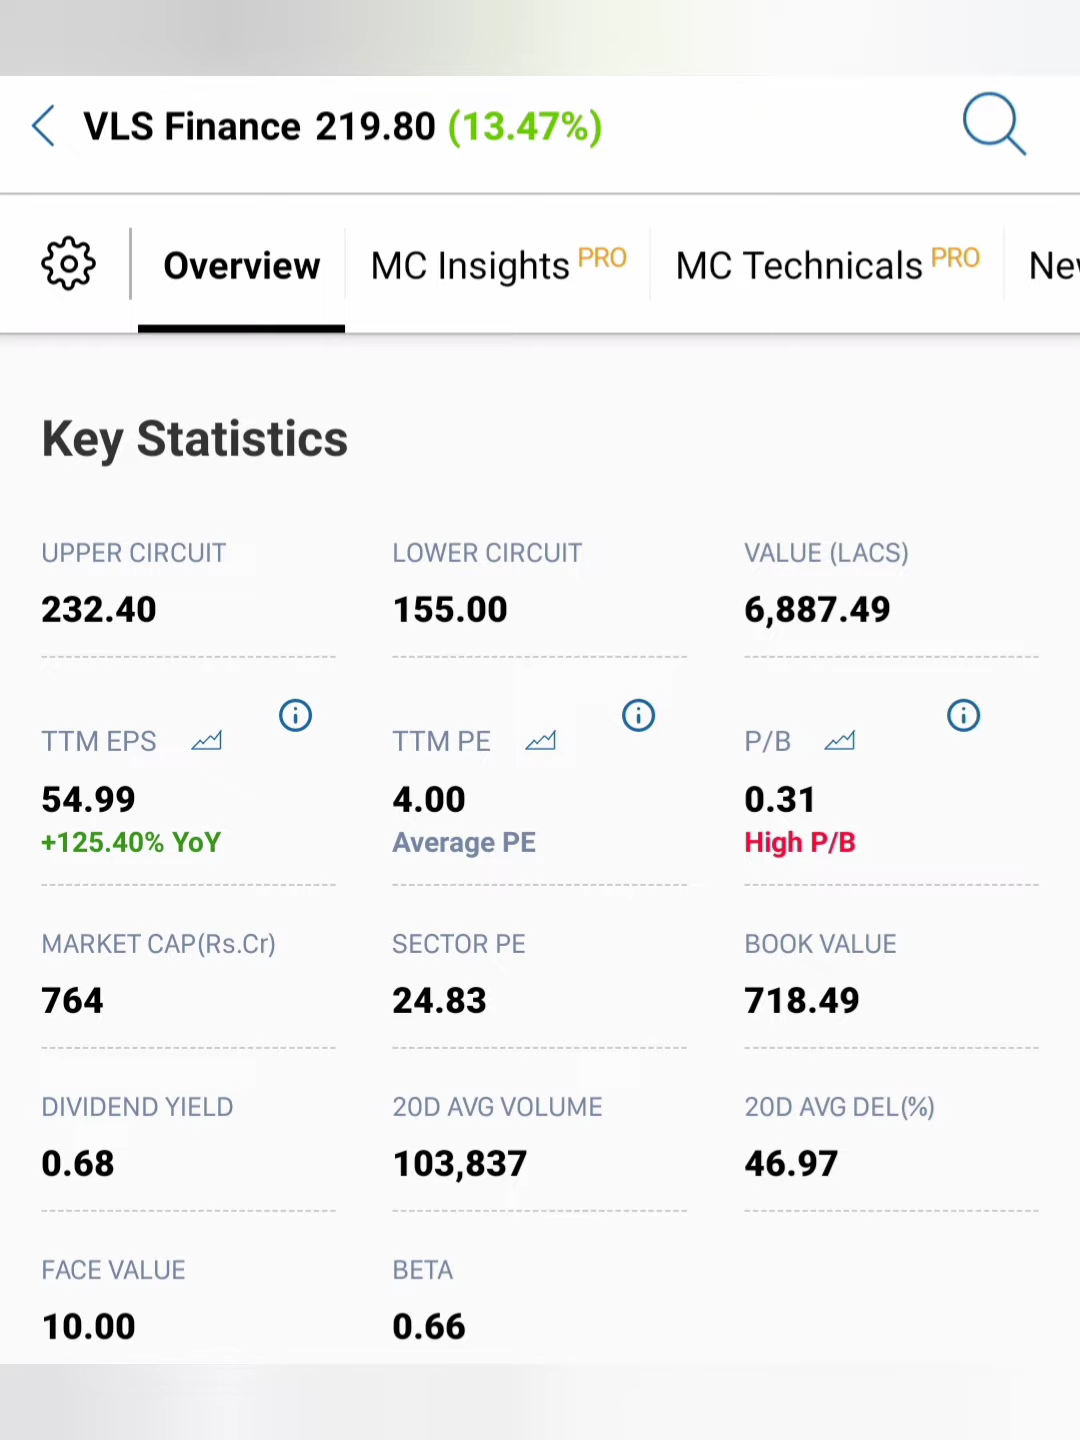 VLS Finance 219.80 (13.47%)
Overview MC Insights PRO MC Technicals PRO Nev
Key Statistics
UPPER CIRCUIT LOWER CIRCUIT VALUE (LACS)
232.40 155.00 6,887.49
TTM EPS TTM PE P/B
54.99 4.00 0.31
+125.40% YoY Average PE High P/B
MARKET CAP(Rs.Cr) SECTOR PE BOOK VALUE
764 24.83 718.49
DIVIDEND YIELD 20D AVG VOLUME 20D AVG DEL(%)
0.68 103,837 46.97
FACE VALUE BETA
10.00 0.66